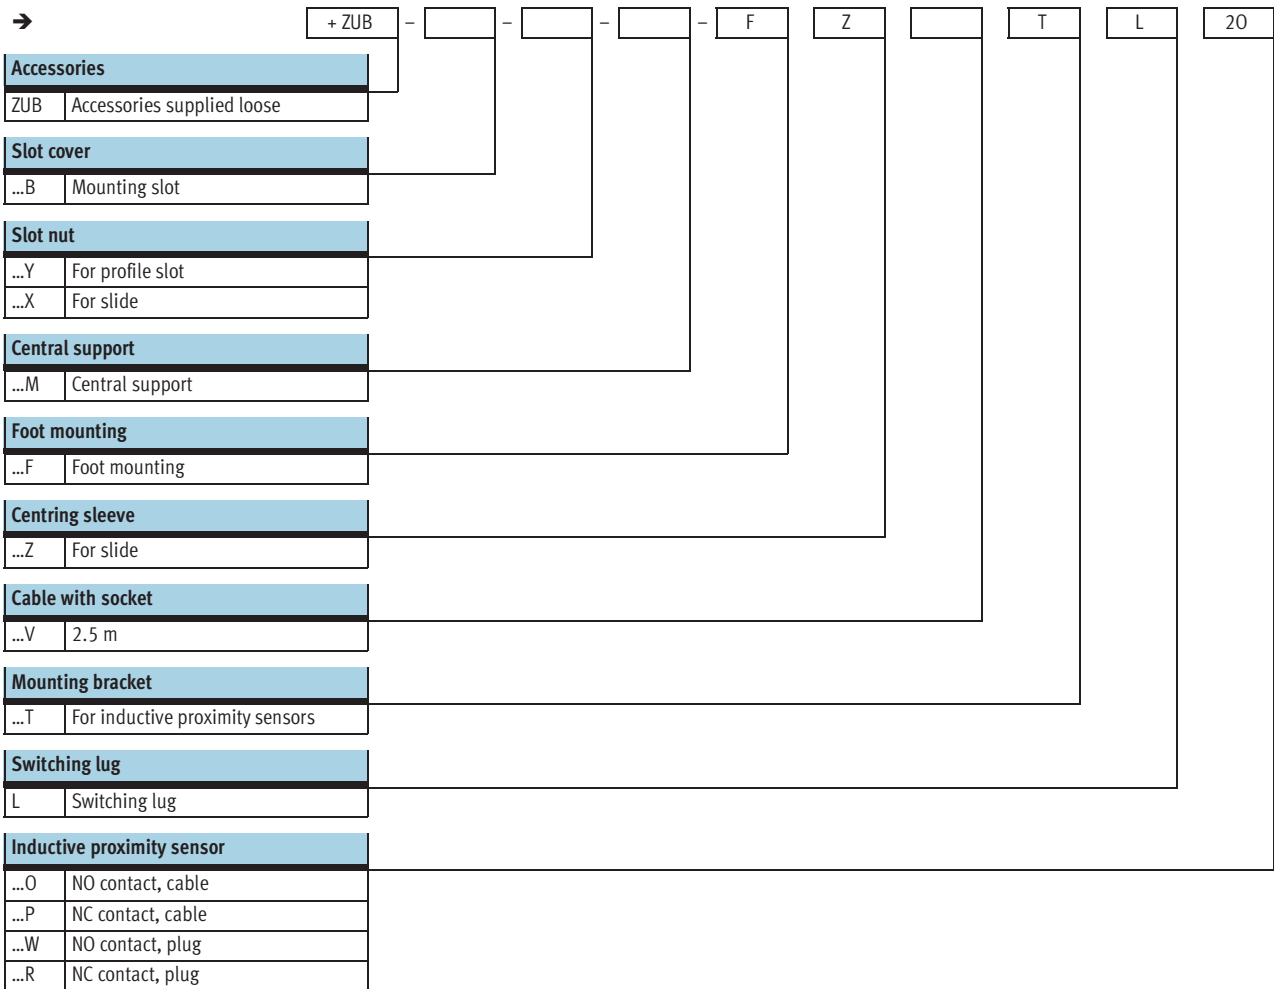 ➔ + ZUB – – – – F Z T L 2O
Accessories
ZUB Accessories supplied loose
Slot cover
...B Mounting slot
Slot nut
...Y For profile slot
...X For slide
Central support
...M Central support
Foot mounting
...F Foot mounting
Centring sleeve
...Z For slide
Cable with socket
...V 2.5 m
Mounting bracket
...T For inductive proximity sensors
Switching lug
L Switching lug
Inductive proximity sensor
...O NO contact, cable
...P NC contact, cable
...W NO contact, plug
...R NC contact, plug